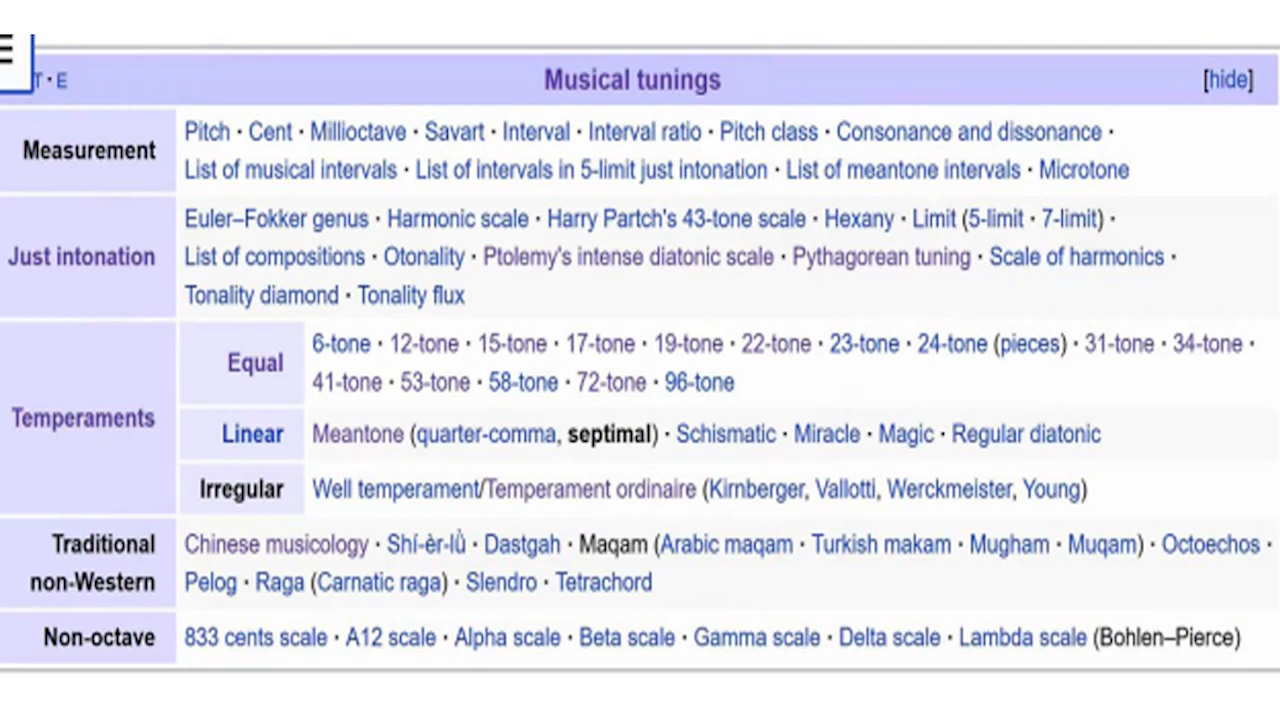 T · E
Musical tunings
[hide]
Measurement
Pitch · Cent · Millioctave · Savart · Interval · Interval ratio · Pitch class · Consonance and dissonance ·
List of musical intervals · List of intervals in 5-limit just intonation · List of meantone intervals · Microtone
Just intonation
Euler–Fokker genus · Harmonic scale · Harry Partch's 43-tone scale · Hexany · Limit (5-limit · 7-limit) ·
List of compositions · Otonality · Ptolemy's intense diatonic scale · Pythagorean tuning · Scale of harmonics ·
Tonality diamond · Tonality flux
Temperaments
Equal
6-tone · 12-tone · 15-tone · 17-tone · 19-tone · 22-tone · 23-tone · 24-tone (pieces) · 31-tone · 34-tone ·
41-tone · 53-tone · 58-tone · 72-tone · 96-tone
Linear
Meantone (quarter-comma, septimal) · Schismatic · Miracle · Magic · Regular diatonic
Irregular
Well temperament/Temperament ordinaire (Kirnberger, Vallotti, Werckmeister, Young)
Traditional
non-Western
Chinese musicology · Shí-èr-lǜ · Dastgah · Maqam (Arabic maqam · Turkish makam · Mugham · Muqam) · Octoechos ·
Pelog · Raga (Carnatic raga) · Slendro · Tetrachord
Non-octave
833 cents scale · A12 scale · Alpha scale · Beta scale · Gamma scale · Delta scale · Lambda scale (Bohlen–Pierce)